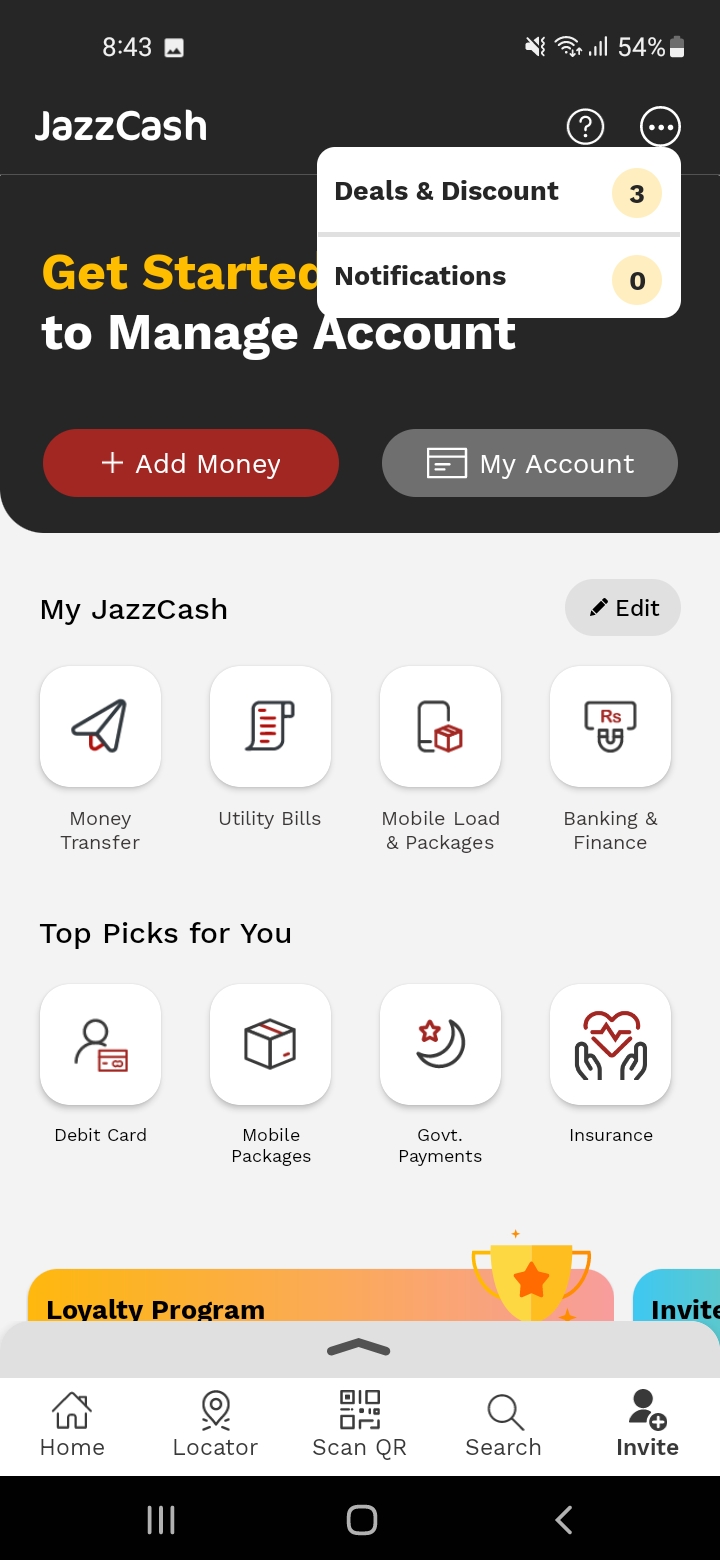 8:43
54%
JazzCash
?
Deals & Discount 3
Notifications 0
Get Started
to Manage Account
+ Add Money
My Account
My JazzCash
Edit
Rs
Money
Transfer
Utility Bills
Mobile Load
& Packages
Banking &
Finance
Top Picks for You
Debit Card
Mobile
Packages
Govt.
Payments
Insurance
Loyalty Program
Invite
Home
Locator
Scan QR
Search
Invite